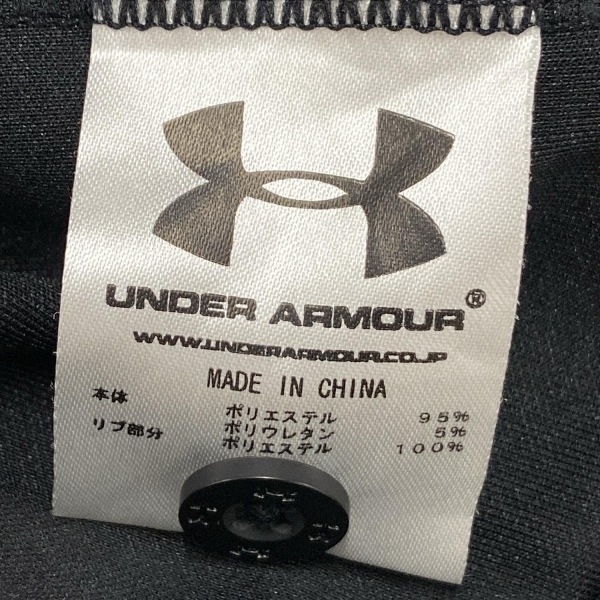 UNDER ARMOUR®
WWW.UNDERARMOUR.CO.JP
MADE IN CHINA
本体 ポリエステル 95%
ポリウレタン 5%
リブ部分 ポリエステル 100%